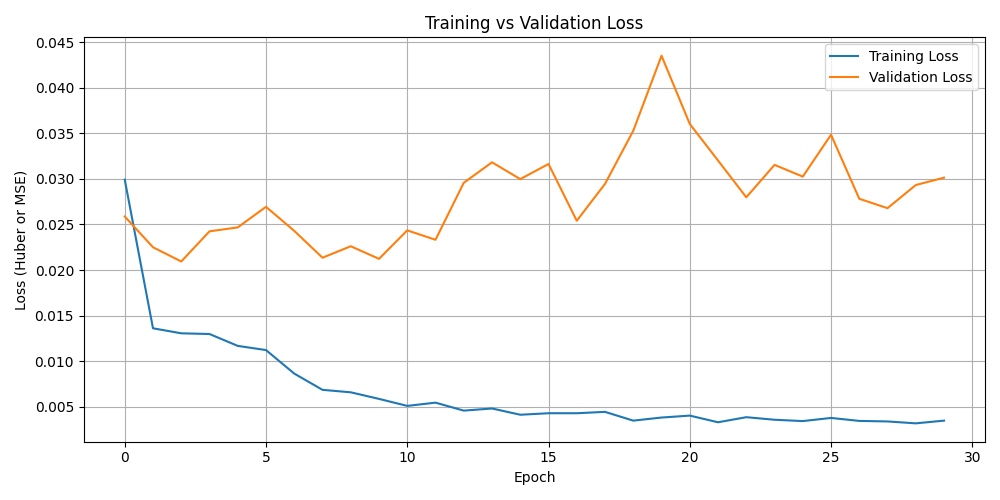 Training vs Validation Loss
Training Loss
Validation Loss
Loss (Huber or MSE)
0.045
0.040
0.035
0.030
0.025
0.020
0.015
0.010
0.005
0 5 10 15 20 25 30
Epoch